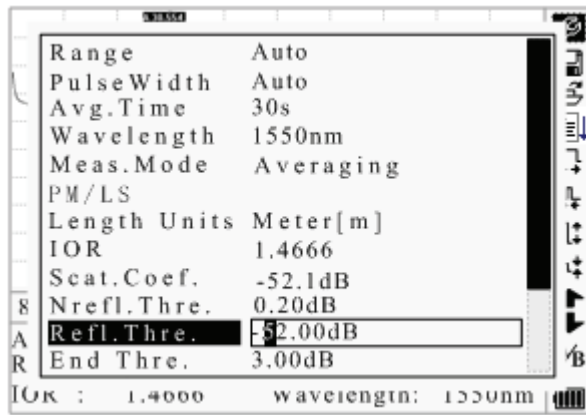 Range Auto
PulseWidth Auto
Avg.Time 30s
Wavelength 1550nm
Meas.Mode Averaging
PM/LS
Length Units Meter[m]
IOR 1.4666
Scat.Coef. -52.1dB
Nrefl.Thre. 0.20dB
8
Refl.Thre. -52.00dB
A
End Thre. 3.00dB
R
IOR : 1.4666 Wavelength: 1550nm